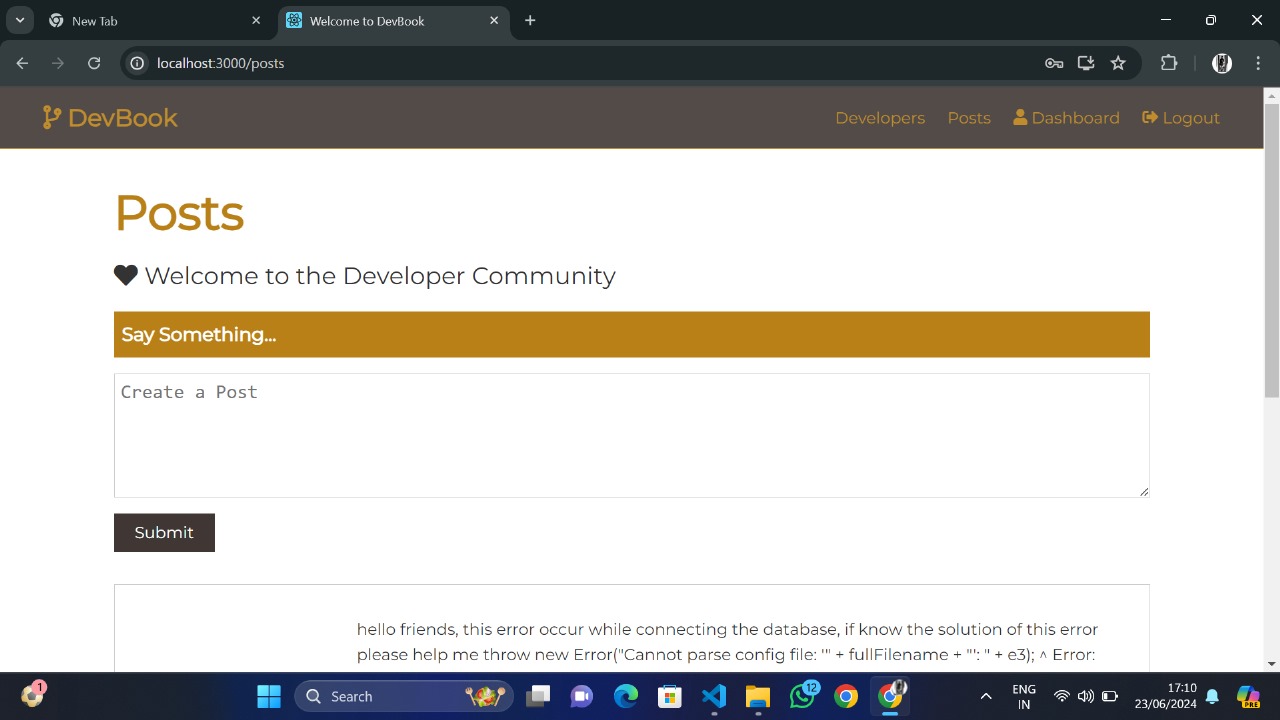 New Tab
Welcome to DevBook
localhost:3000/posts
DevBook
Developers
Posts
Dashboard
Logout
Posts
Welcome to the Developer Community
Say Something...
Create a Post
Submit
hello friends, this error occur while connecting the database, if know the solution of this error
please help me throw new Error("Cannot parse config file: '" + fullFilename + "': " + e3); ^ Error:
1
Search
12
ENG
IN
17:10
23/06/2024
PRE